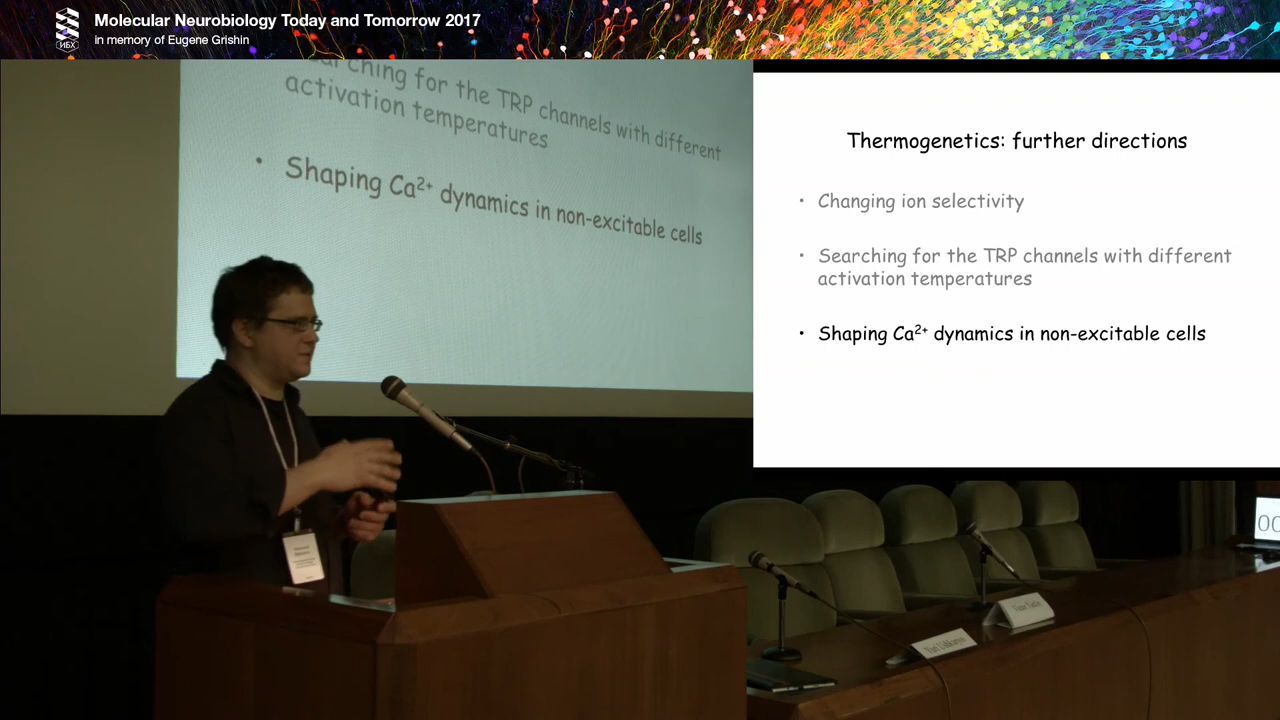 Molecular Neurobiology Today and Tomorrow 2017
in memory of Eugene Grishin
ИБХ
Searching for the TRP channels with different
activation temperatures
• Shaping Ca²⁺ dynamics in non-excitable cells
Thermogenetics: further directions
• Changing ion selectivity
• Searching for the TRP channels with different
activation temperatures
• Shaping Ca²⁺ dynamics in non-excitable cells